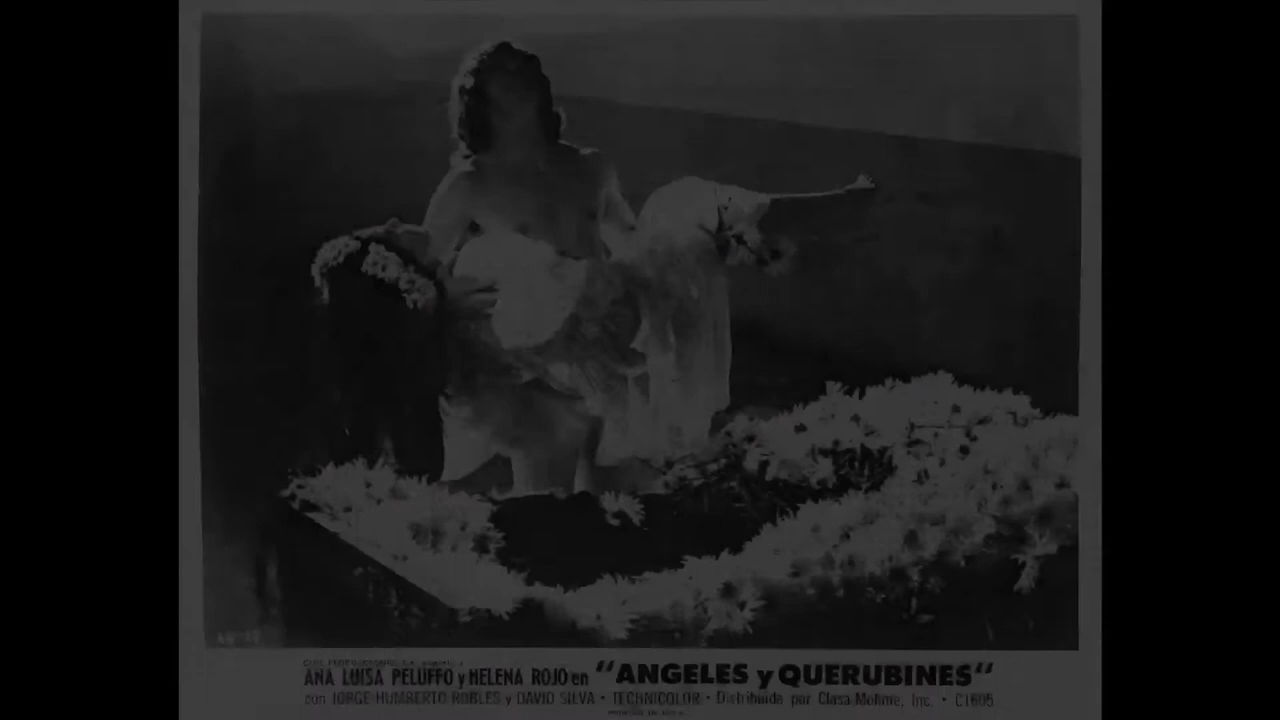 ANA LUISA PELUFFO y HELENA ROJO en "ANGELES y QUERUBINES"
con JORGE HUMBERTO ROBLES y DAVID SILVA • TECHNICOLOR • Distribuida por Clasa-Mohme, Inc. • C1605